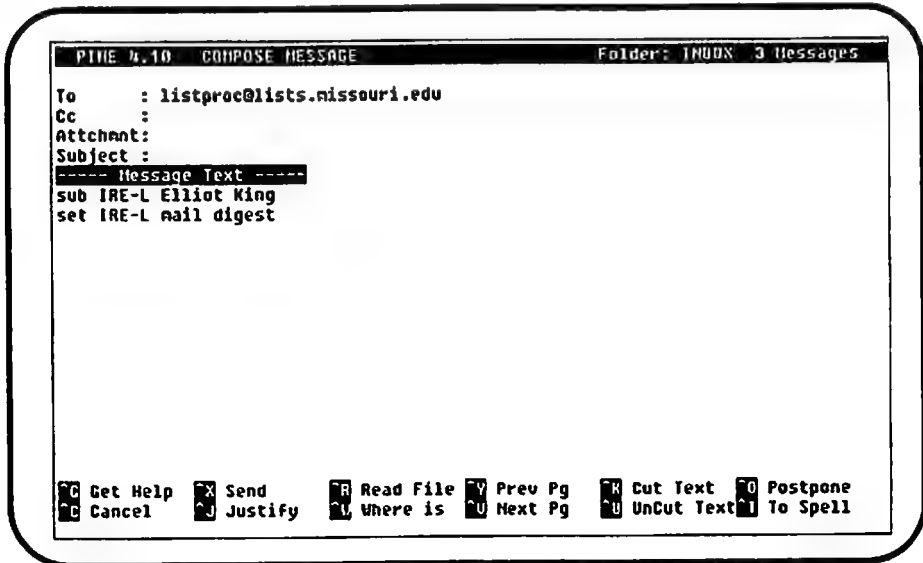 PINE 4.10 COMPOSE MESSAGE Folder: INBOX 3 Messages
To : listproc@lists.missouri.edu
Cc :
Attchmnt:
Subject :
----- Message Text -----
sub IRE-L Elliot King
set IRE-L mail digest
^G Get Help ^X Send ^R Read File ^Y Prev Pg ^K Cut Text ^O Postpone
^C Cancel ^J Justify ^W Where is ^V Next Pg ^U UnCut Text ^T To Spell